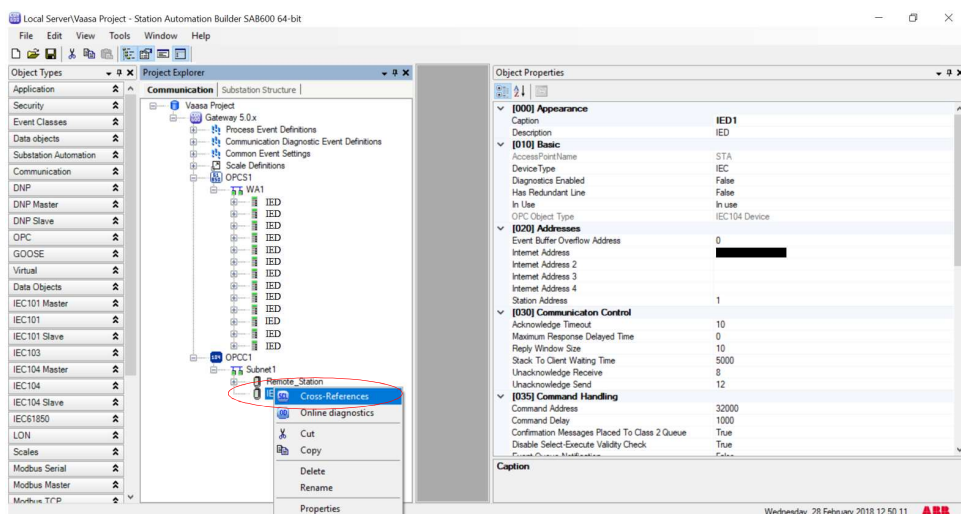 Local Server\Vaasa Project - Station Automation Builder SAB600 64-bit
File Edit View Tools Window Help
Object Types
Application
Security
Event Classes
Data objects
Substation Automation
Communication
DNP
DNP Master
DNP Slave
OPC
GOOSE
Virtual
Data Objects
IEC101 Master
IEC101
IEC101 Slave
IEC103
IEC104 Master
IEC104
IEC104 Slave
IEC61850
LON
Scales
Modbus Serial
Modbus Master
Modbus TCP
Project Explorer
Communication Substation Structure
Vaasa Project
Gateway 5.0.x
Process Event Definitions
Communication Diagnostic Event Definitions
Common Event Settings
Scale Definitions
OPCS1
WA1
IED
IED
IED
IED
IED
IED
IED
IED
IED
IED
IED
IED
IED
OPCC1
Subnet1
Remote_Station
Cross-References
Online diagnostics
Cut
Copy
Delete
Rename
Properties
Object Properties
[000] Appearance
Caption IED1
Description IED
[010] Basic
AccessPointName STA
DeviceType IEC
Diagnostics Enabled False
Has Redundant Line False
In Use In use
OPC Object Type IEC104 Device
[020] Addresses
Event Buffer Overflow Address 0
Internet Address
Internet Address 2
Internet Address 3
Internet Address 4
Station Address 1
[030] Communicaton Control
Acknowledge Timeout 10
Maximum Response Delayed Time 0
Reply Window Size 10
Stack To Client Waiting Time 5000
Unacknowledge Receive 8
Unacknowledge Send 12
[035] Command Handling
Command Address 32000
Command Delay 1000
Confirmation Messages Placed To Class 2 Queue True
Disable Select-Execute Validity Check True
Caption
Wednesday 28 February 2018 12.50.11 ABB